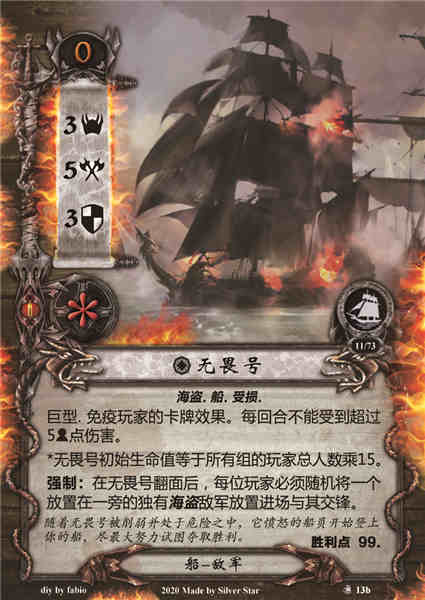 0
3
5
3
11/73
无畏号
海盗. 船. 受损.
巨型. 免疫玩家的卡牌效果。每回合不能受到超过
5点伤害。
*无畏号初始生命值等于所有组的玩家总人数乘15。
强制：在无畏号翻面后，每位玩家必须随机将一个
放置在一旁的独有海盗敌军放置进场与其交锋。
随着无畏号被削弱并处于危险之中，它愤怒的船员开始登上
你的船，尽最大努力试图夺取胜利。
胜利点 99.
船–敌军
diy by fabio
2020 Made by Silver Star
13b